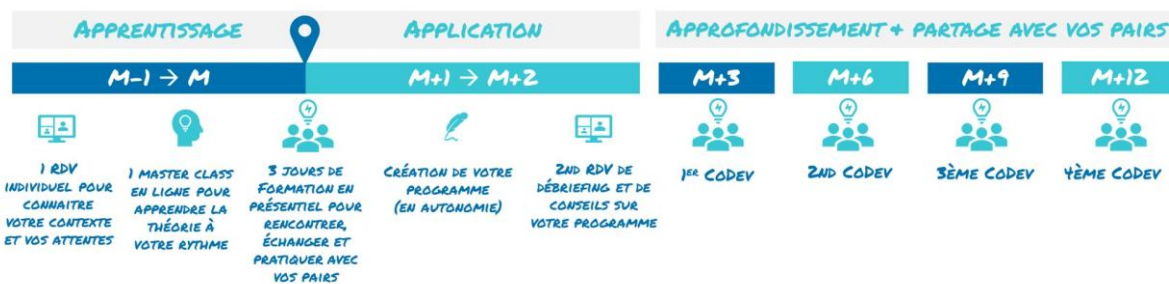 APPRENTISSAGE
APPLICATION
APPROFONDISSEMENT + PARTAGE AVEC VOS PAIRS
M-1 → M
M+1 → M+2
M+3
M+6
M+9
M+12
1 RDV
INDIVIDUEL POUR
CONNAITRE
VOTRE CONTEXTE
ET VOS ATTENTES
1 MASTER CLASS
EN LIGNE POUR
APPRENDRE LA
THÉORIE À
VOTRE RYTHME
3 JOURS DE
FORMATION EN
PRÉSENTIEL POUR
RENCONTRER,
ÉCHANGER ET
PRATIQUER AVEC
VOS PAIRS
CRÉATION DE VOTRE
PROGRAMME
(EN AUTONOMIE)
2ND RDV DE
DÉBRIEFING ET DE
CONSEILS SUR
VOTRE PROGRAMME
1ER CODEV
2ND CODEV
3ÈME CODEV
4ÈME CODEV